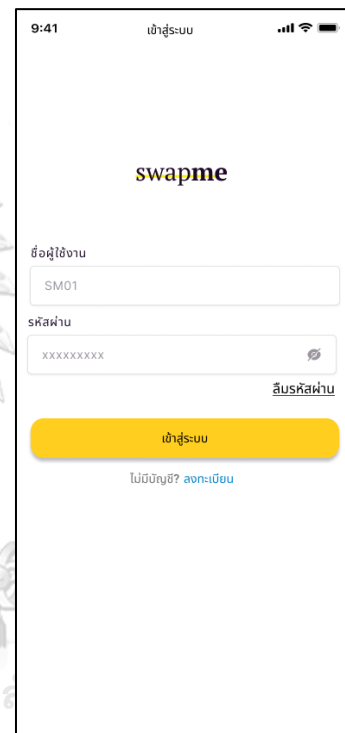 9:41
เข้าสู่ระบบ
swapme
ชื่อผู้ใช้งาน
SM01
รหัสผ่าน
xxxxxxxxx
ลืมรหัสผ่าน
เข้าสู่ระบบ
ไม่มีบัญชี? ลงทะเบียน